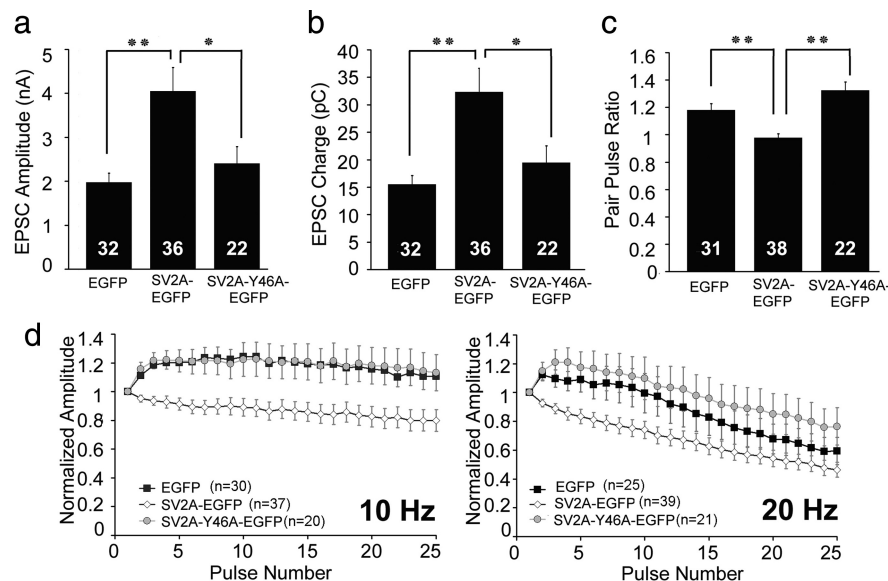 a
EPSC Amplitude (nA)
5
4
3
2
1
0
** *
32 36 22
EGFP SV2A-EGFP SV2A-Y46A-EGFP
b
EPSC Charge (pC)
40
35
30
25
20
15
10
5
0
** *
32 36 22
EGFP SV2A-EGFP SV2A-Y46A-EGFP
c
Pair Pulse Ratio
1.6
1.4
1.2
1
1.8
1.6
1.4
1.2
0
** **
31 38 22
EGFP SV2A-EGFP SV2A-Y46A-EGFP
d
Normalized Amplitude
1.4
1.2
1
0.8
0.6
0.4
0.2
0
EGFP (n=30)
SV2A-EGFP (n=37)
SV2A-Y46A-EGFP (n=20)
10 Hz
0 5 10 15 20 25
Pulse Number
Normalized Amplitude
1.4
1.2
1
0.8
0.6
0.4
0.2
0
EGFP (n=25)
SV2A-EGFP (n=39)
SV2A-Y46A-EGFP (n=21)
20 Hz
0 5 10 15 20 25
Pulse Number